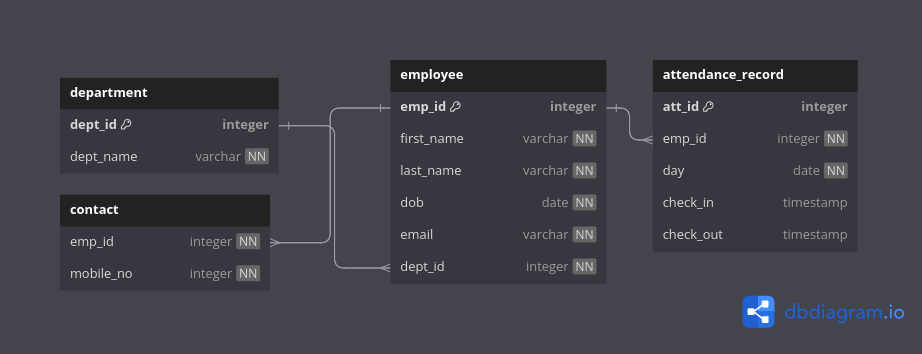 department
dept_id integer
dept_name varchar NN
contact
emp_id integer NN
mobile_no integer NN
employee
emp_id integer
first_name varchar NN
last_name varchar NN
dob date NN
email varchar NN
dept_id integer NN
attendance_record
att_id integer
emp_id integer NN
day date NN
check_in timestamp
check_out timestamp
dbdiagram.io